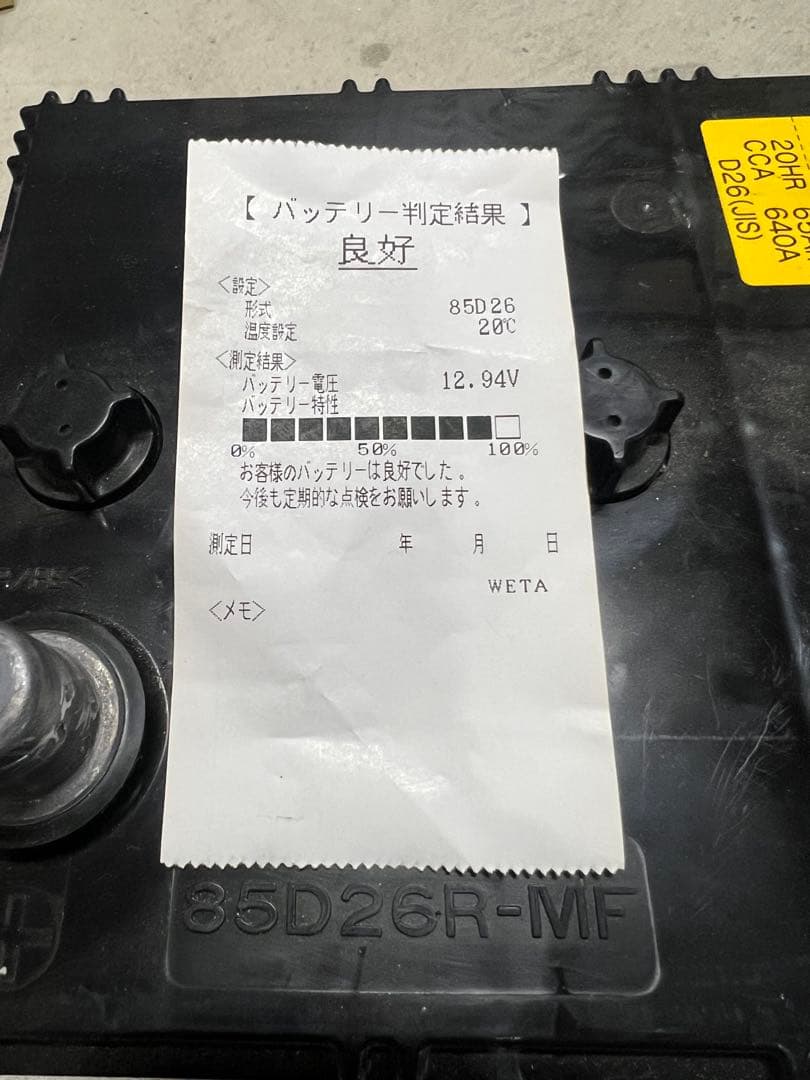 【 バッテリー判定結果 】
良好
<設定>
形式 85D26
温度設定 20℃
<測定結果>
バッテリー電圧 12.94V
バッテリー特性
0% 50% 100%
お客様のバッテリーは良好でした。
今後も定期的な点検をお願いします。
測定日 年 月 日
WETA
<メモ>
20HR
CCA 640A
D26(JIS)
85D26R-MF